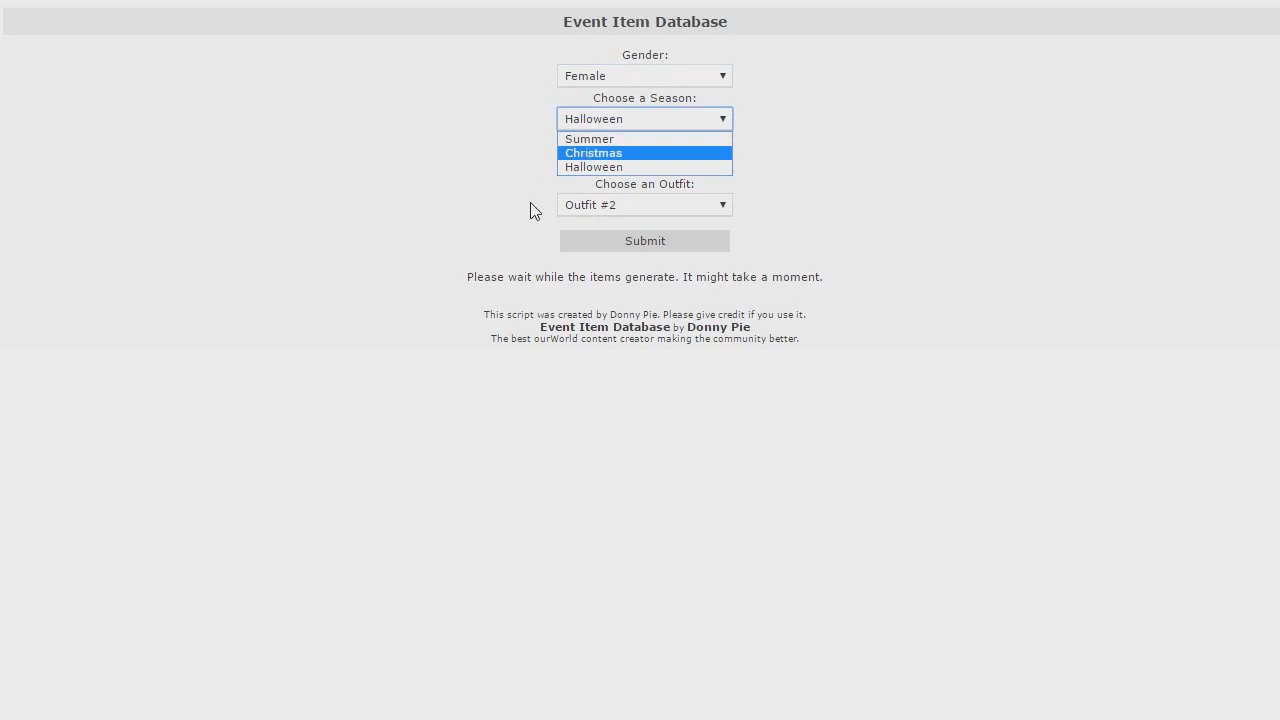 Event Item Database
Gender:
Female
Choose a Season:
Halloween
Summer
Christmas
Halloween
Choose an Outfit:
Outfit #2
Submit
Please wait while the items generate. It might take a moment.
This script was created by Donny Pie. Please give credit if you use it.
Event Item Database by Donny Pie
The best ourWorld content creator making the community better.